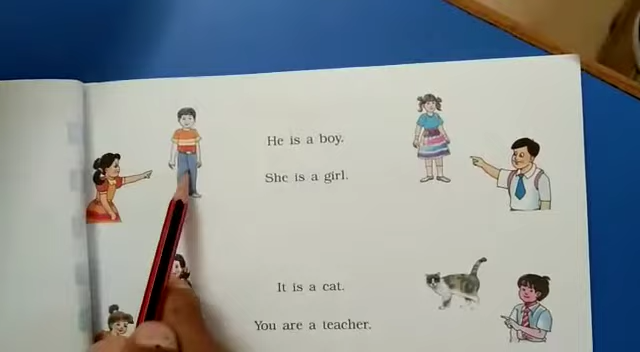 He is a boy.
She is a girl.
It is a cat.
You are a teacher.